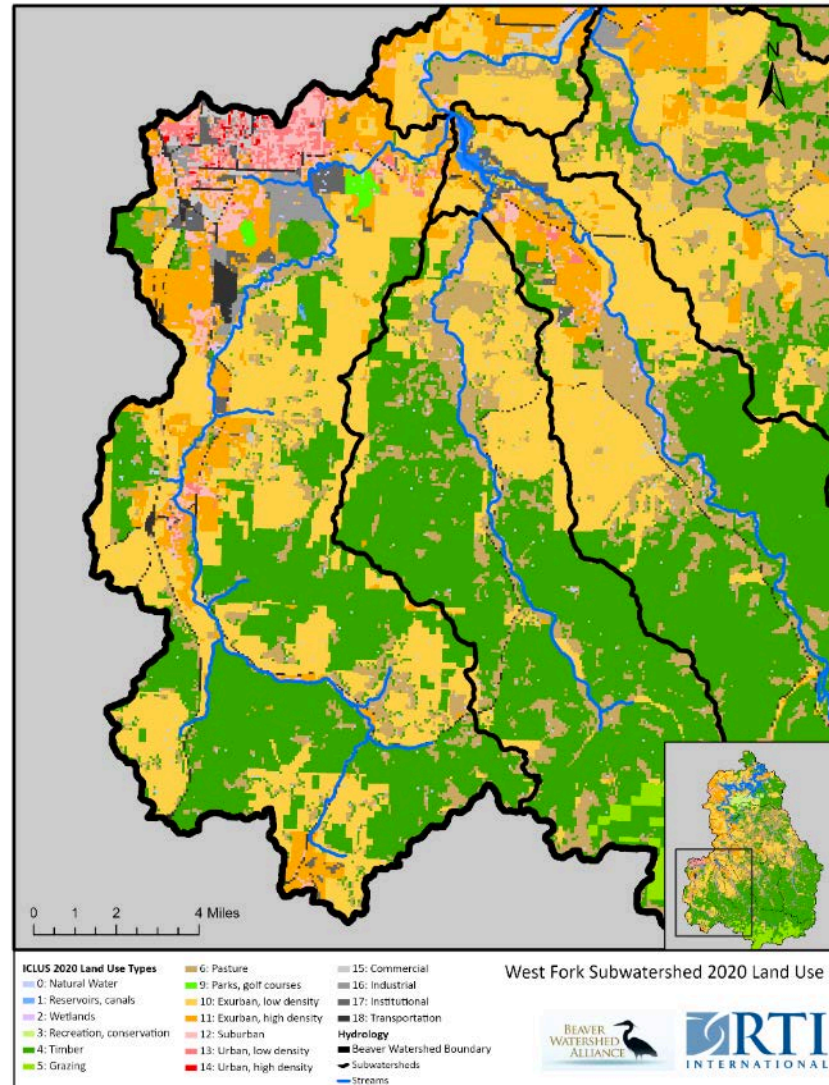 N
0 2 4 Miles
ICLUS 2020 Land Use Types
0: Natural Water
1: Reservoirs, canals
2: Wetlands
3: Recreation, conservation
4: Timber
5: Grazing
6: Pasture
9: Parks, golf courses
10: Exurban, low density
11: Exurban, high density
12: Suburban
13: Urban, low density
14: Urban, high density
15: Commercial
16: Industrial
17: Institutional
18: Transportation
Hydrology
Beaver Watershed Boundary
Subwatersheds
Streams
West Fork Subwatershed 2020 Land Use
BEAVER
WATERSHED
ALLIANCE
RTI
INTERNATIONAL